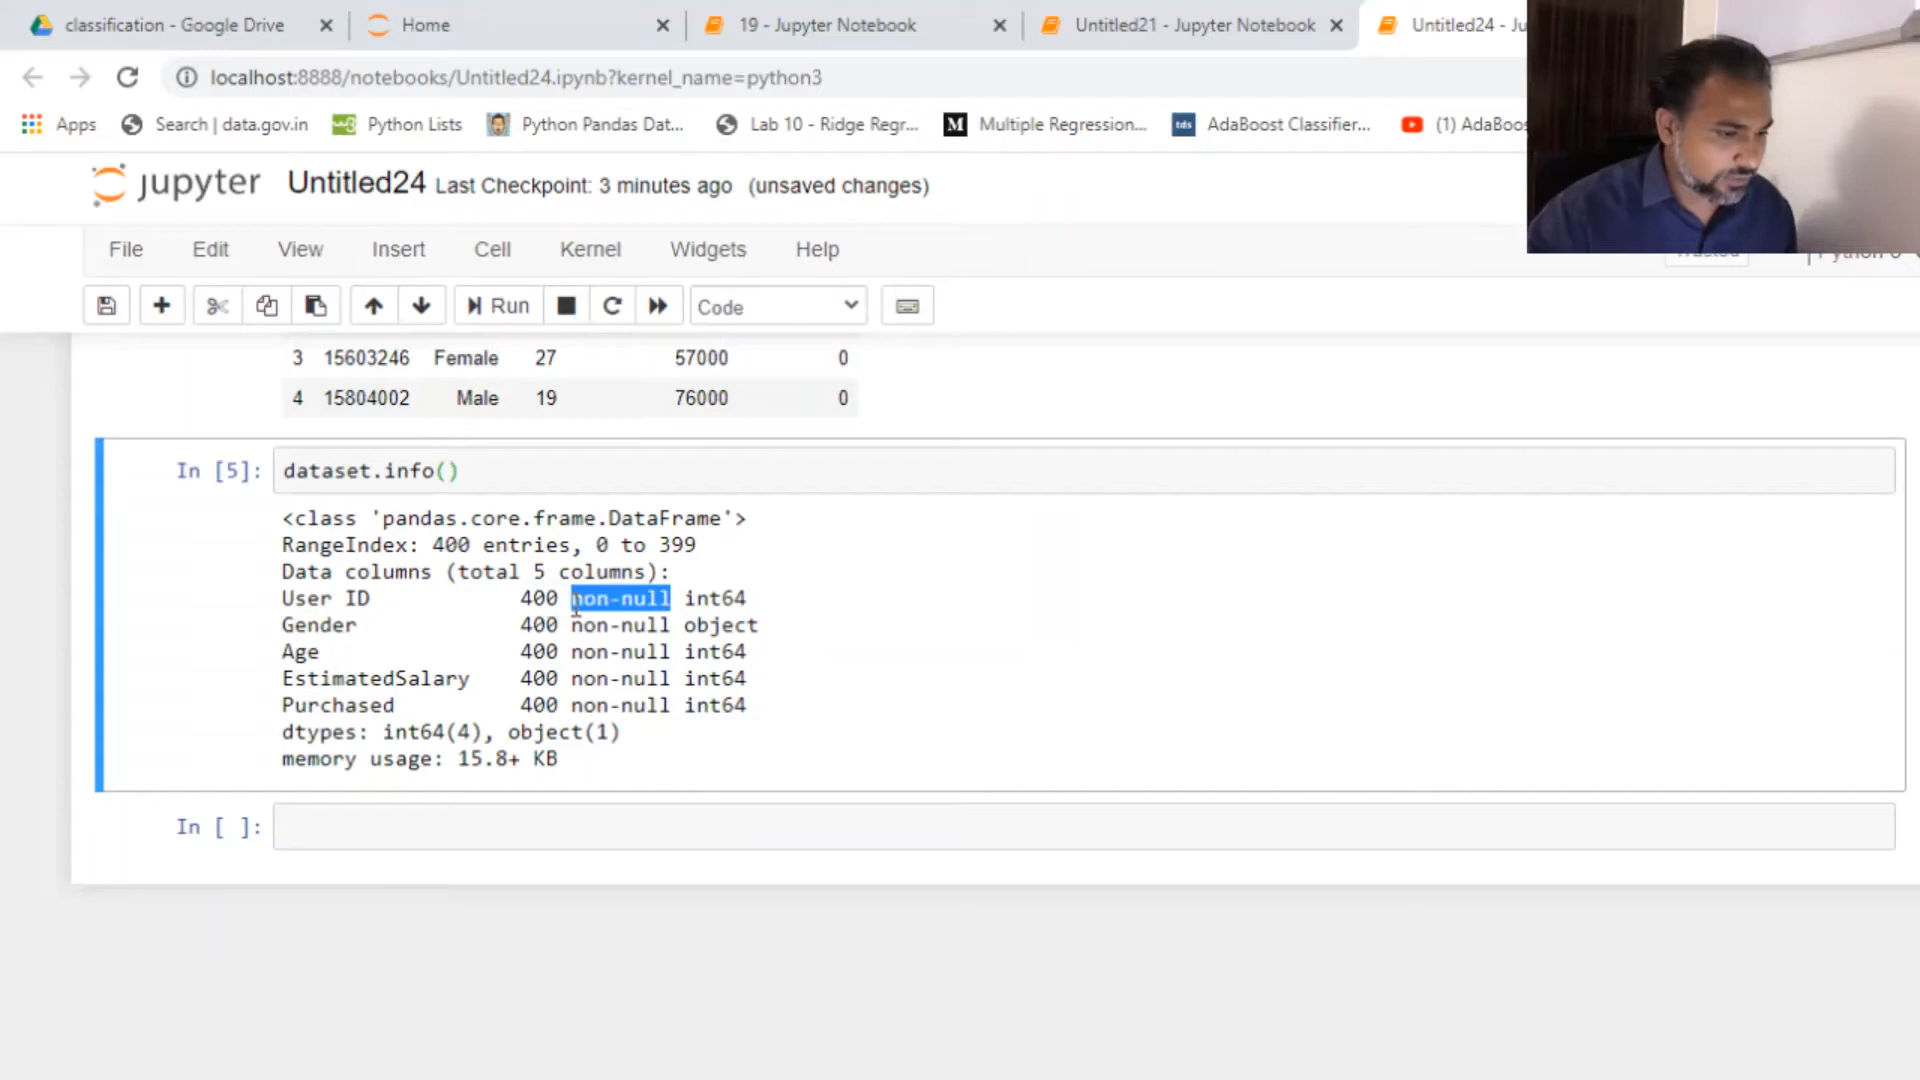 classification - Google Drive
Home
19 - Jupyter Notebook
Untitled21 - Jupyter Notebook
Untitled24 - Ju
localhost:8888/notebooks/Untitled24.ipynb?kernel_name=python3
Apps
Search | data.gov.in
Python Lists
Python Pandas Dat...
Lab 10 - Ridge Regr...
M
Multiple Regression...
tds
AdaBoost Classifier...
(1) AdaBoos
jupyter Untitled24 Last Checkpoint: 3 minutes ago (unsaved changes)
File Edit View Insert Cell Kernel Widgets Help
Run
Code
3 15603246 Female 27 57000 0
4 15804002 Male 19 76000 0
In [5]: dataset.info()
<class 'pandas.core.frame.DataFrame'>
RangeIndex: 400 entries, 0 to 399
Data columns (total 5 columns):
User ID 400 non-null int64
Gender 400 non-null object
Age 400 non-null int64
EstimatedSalary 400 non-null int64
Purchased 400 non-null int64
dtypes: int64(4), object(1)
memory usage: 15.8+ KB
In [ ]: